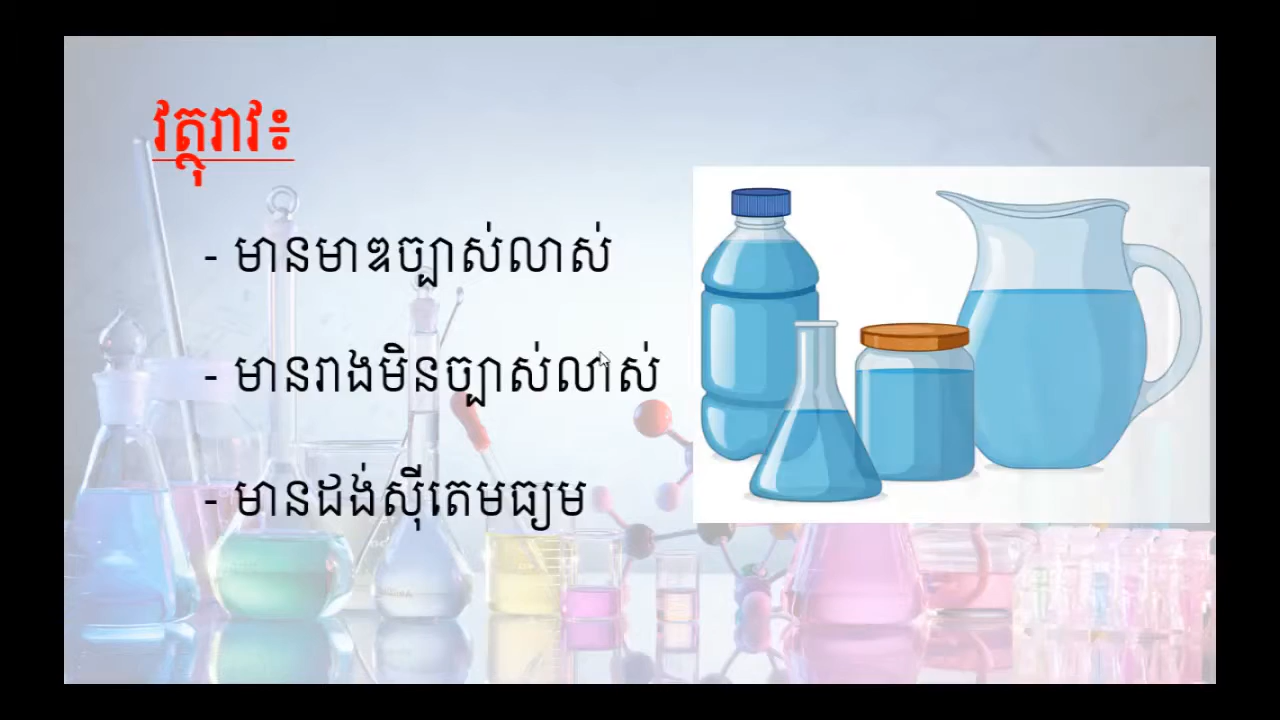 វត្ថុរាវ៖
- មានមាឌច្បាស់លាស់
- មានរាងមិនច្បាស់លាស់
- មានដង់ស៊ីតេមធ្យម